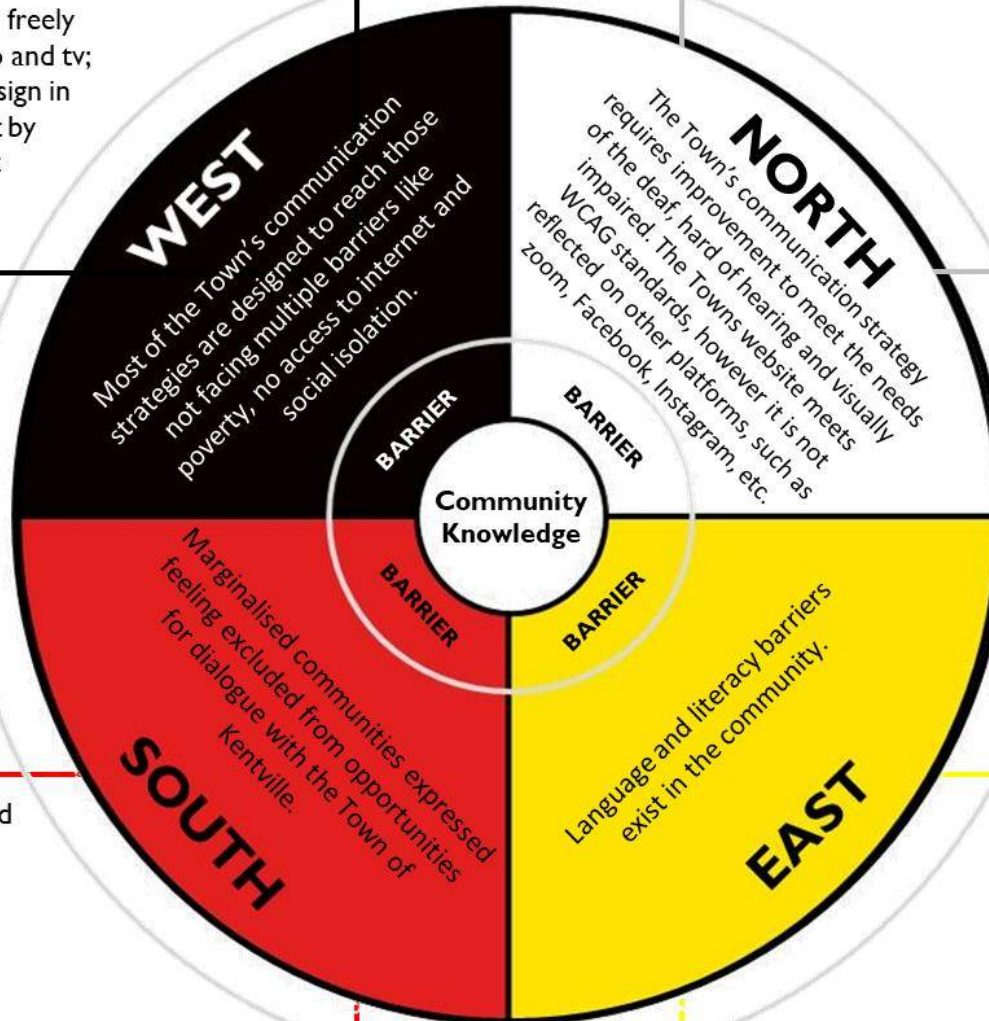 freely
and tv;
sign in
by
WEST
Most of the Town's communication
strategies are designed to reach those
not facing multiple barriers like
poverty, no access to internet and
social isolation.
BARRIER
NORTH
The Town's communication strategy
requires improvement to meet the needs
of the deaf, hard of hearing and visually
impaired. The Towns website meets
WCAG standards, however it is not
reflected on other platforms, such as
zoom, Facebook, Instagram, etc.
BARRIER
Community
Knowledge
BARRIER
Marginalised communities expressed
feeling excluded from opportunities
for dialogue with the Town of
Kentville.
SOUTH
BARRIER
Language and literacy barriers
exist in the community.
EAST